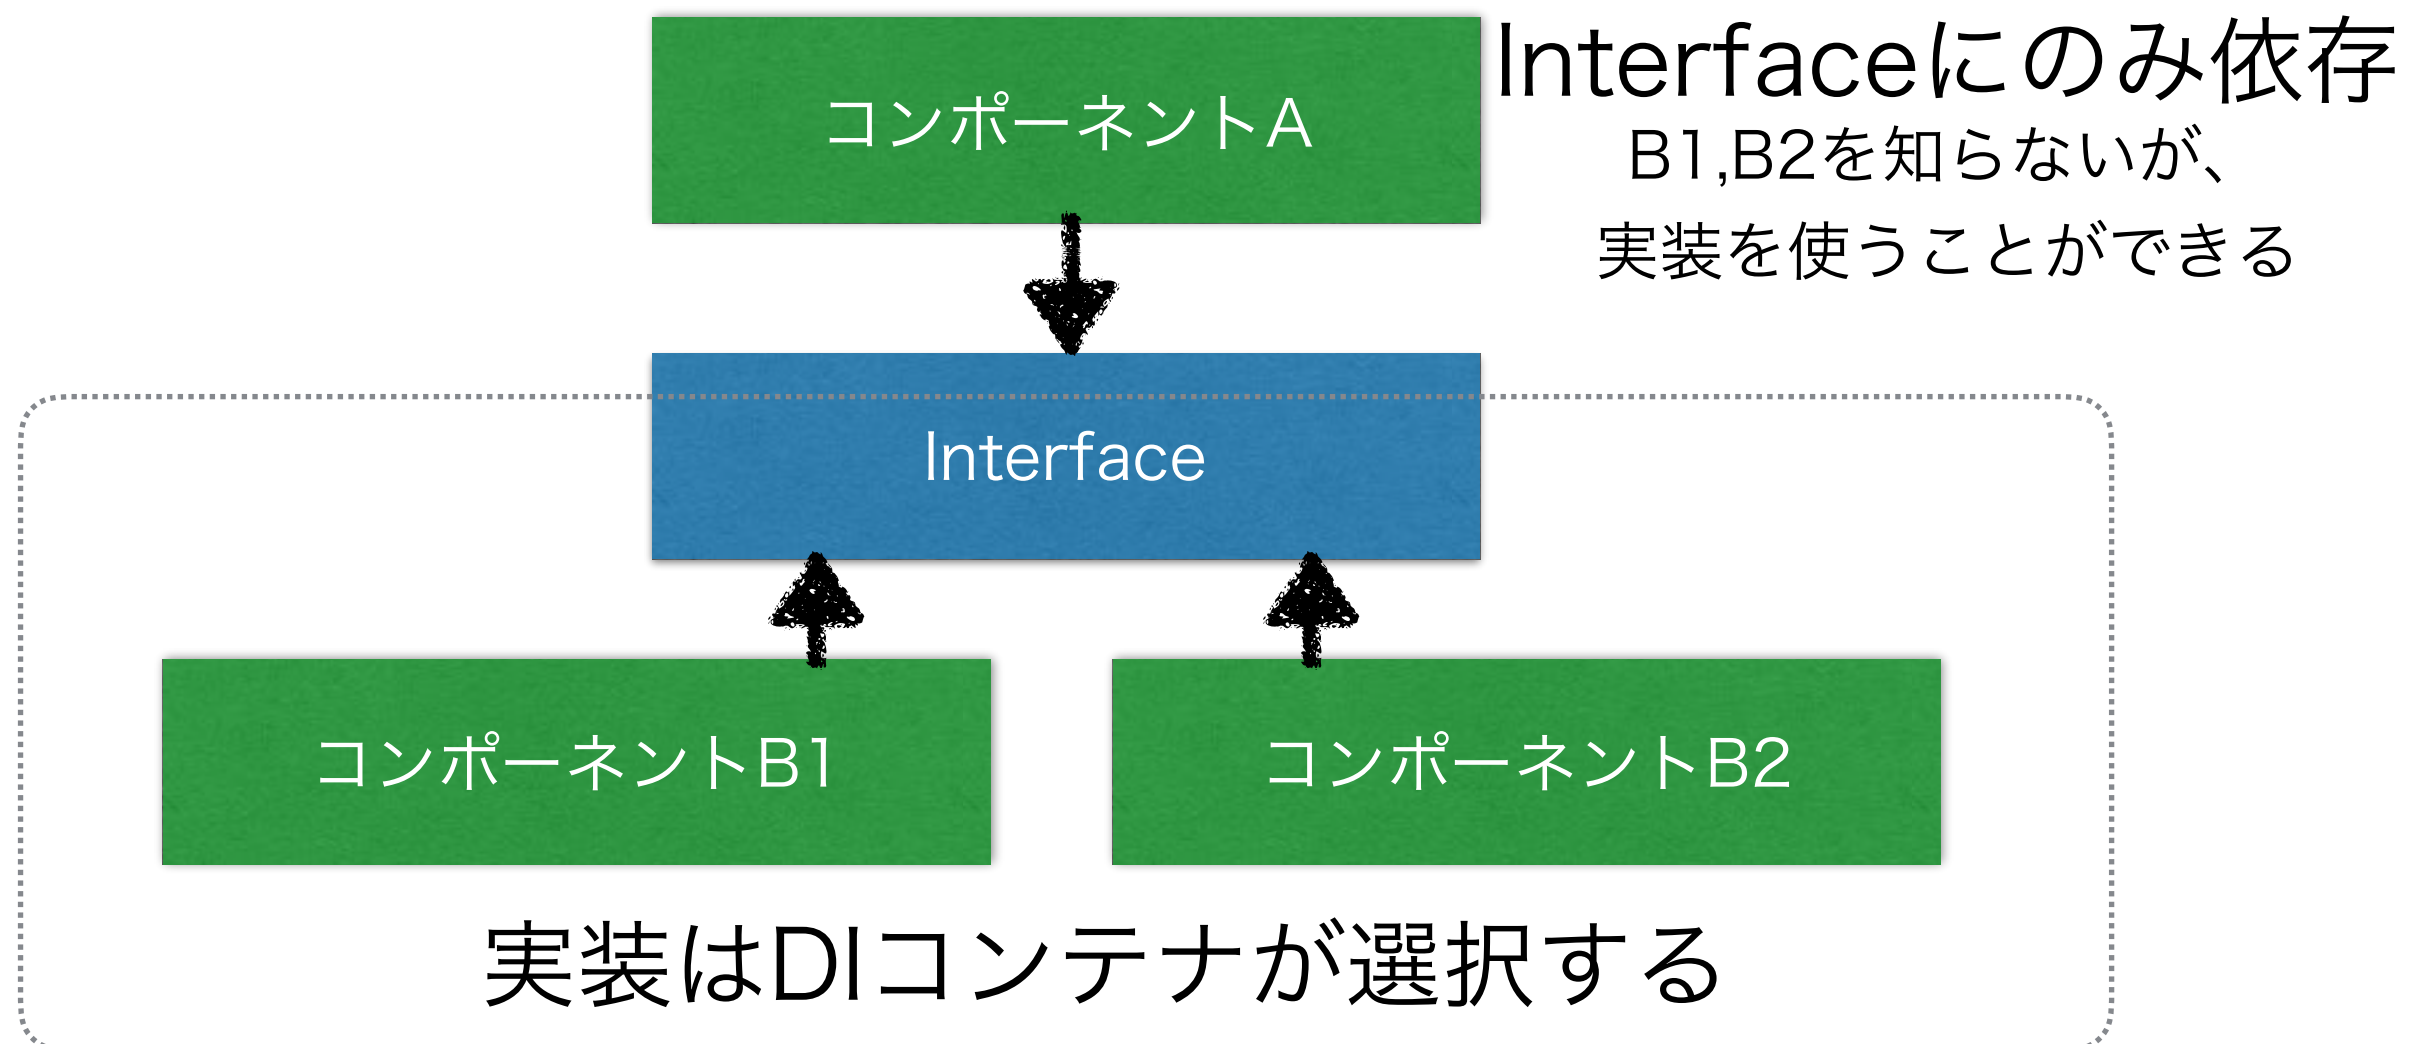 コンポーネントA
Interfaceにのみ依存
B1,B2を知らないが、
実装を使うことができる
Interface
コンポーネントB1
コンポーネントB2
実装はDIコンテナが選択する